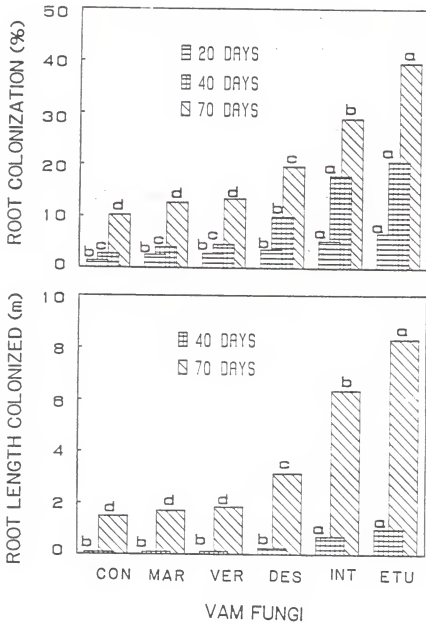 ROOT COLONIZATION (%)
50
40
30
20
10
0
20 DAYS
40 DAYS
70 DAYS
b c d b c d b c d b b c a a b a a a
ROOT LENGTH COLONIZED (m)
10
8
6
4
2
0
40 DAYS
70 DAYS
b d b d b d b c a b a a
CON MAR VER DES INT ETU
VAM FUNGI